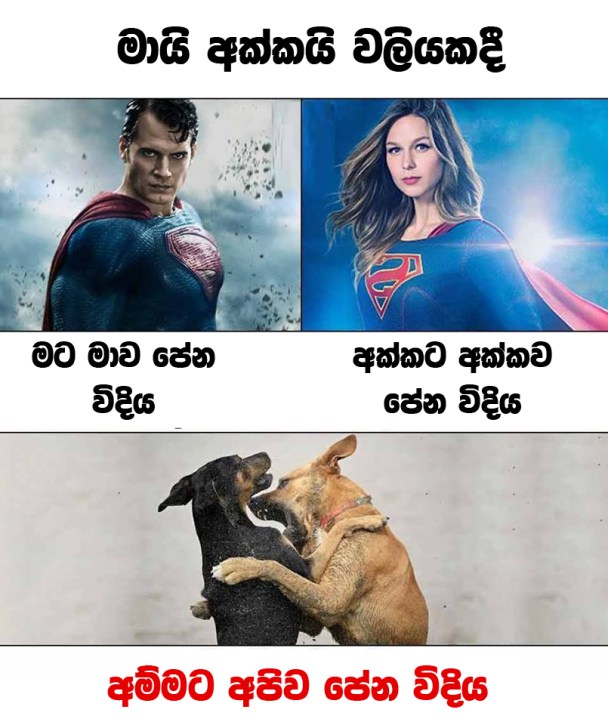 මායි අක්කයි වලියකදී
මට මාව පේන
විදිය
අක්කට අක්කව
පේන විදිය
අම්මට අපිව පේන විදිය